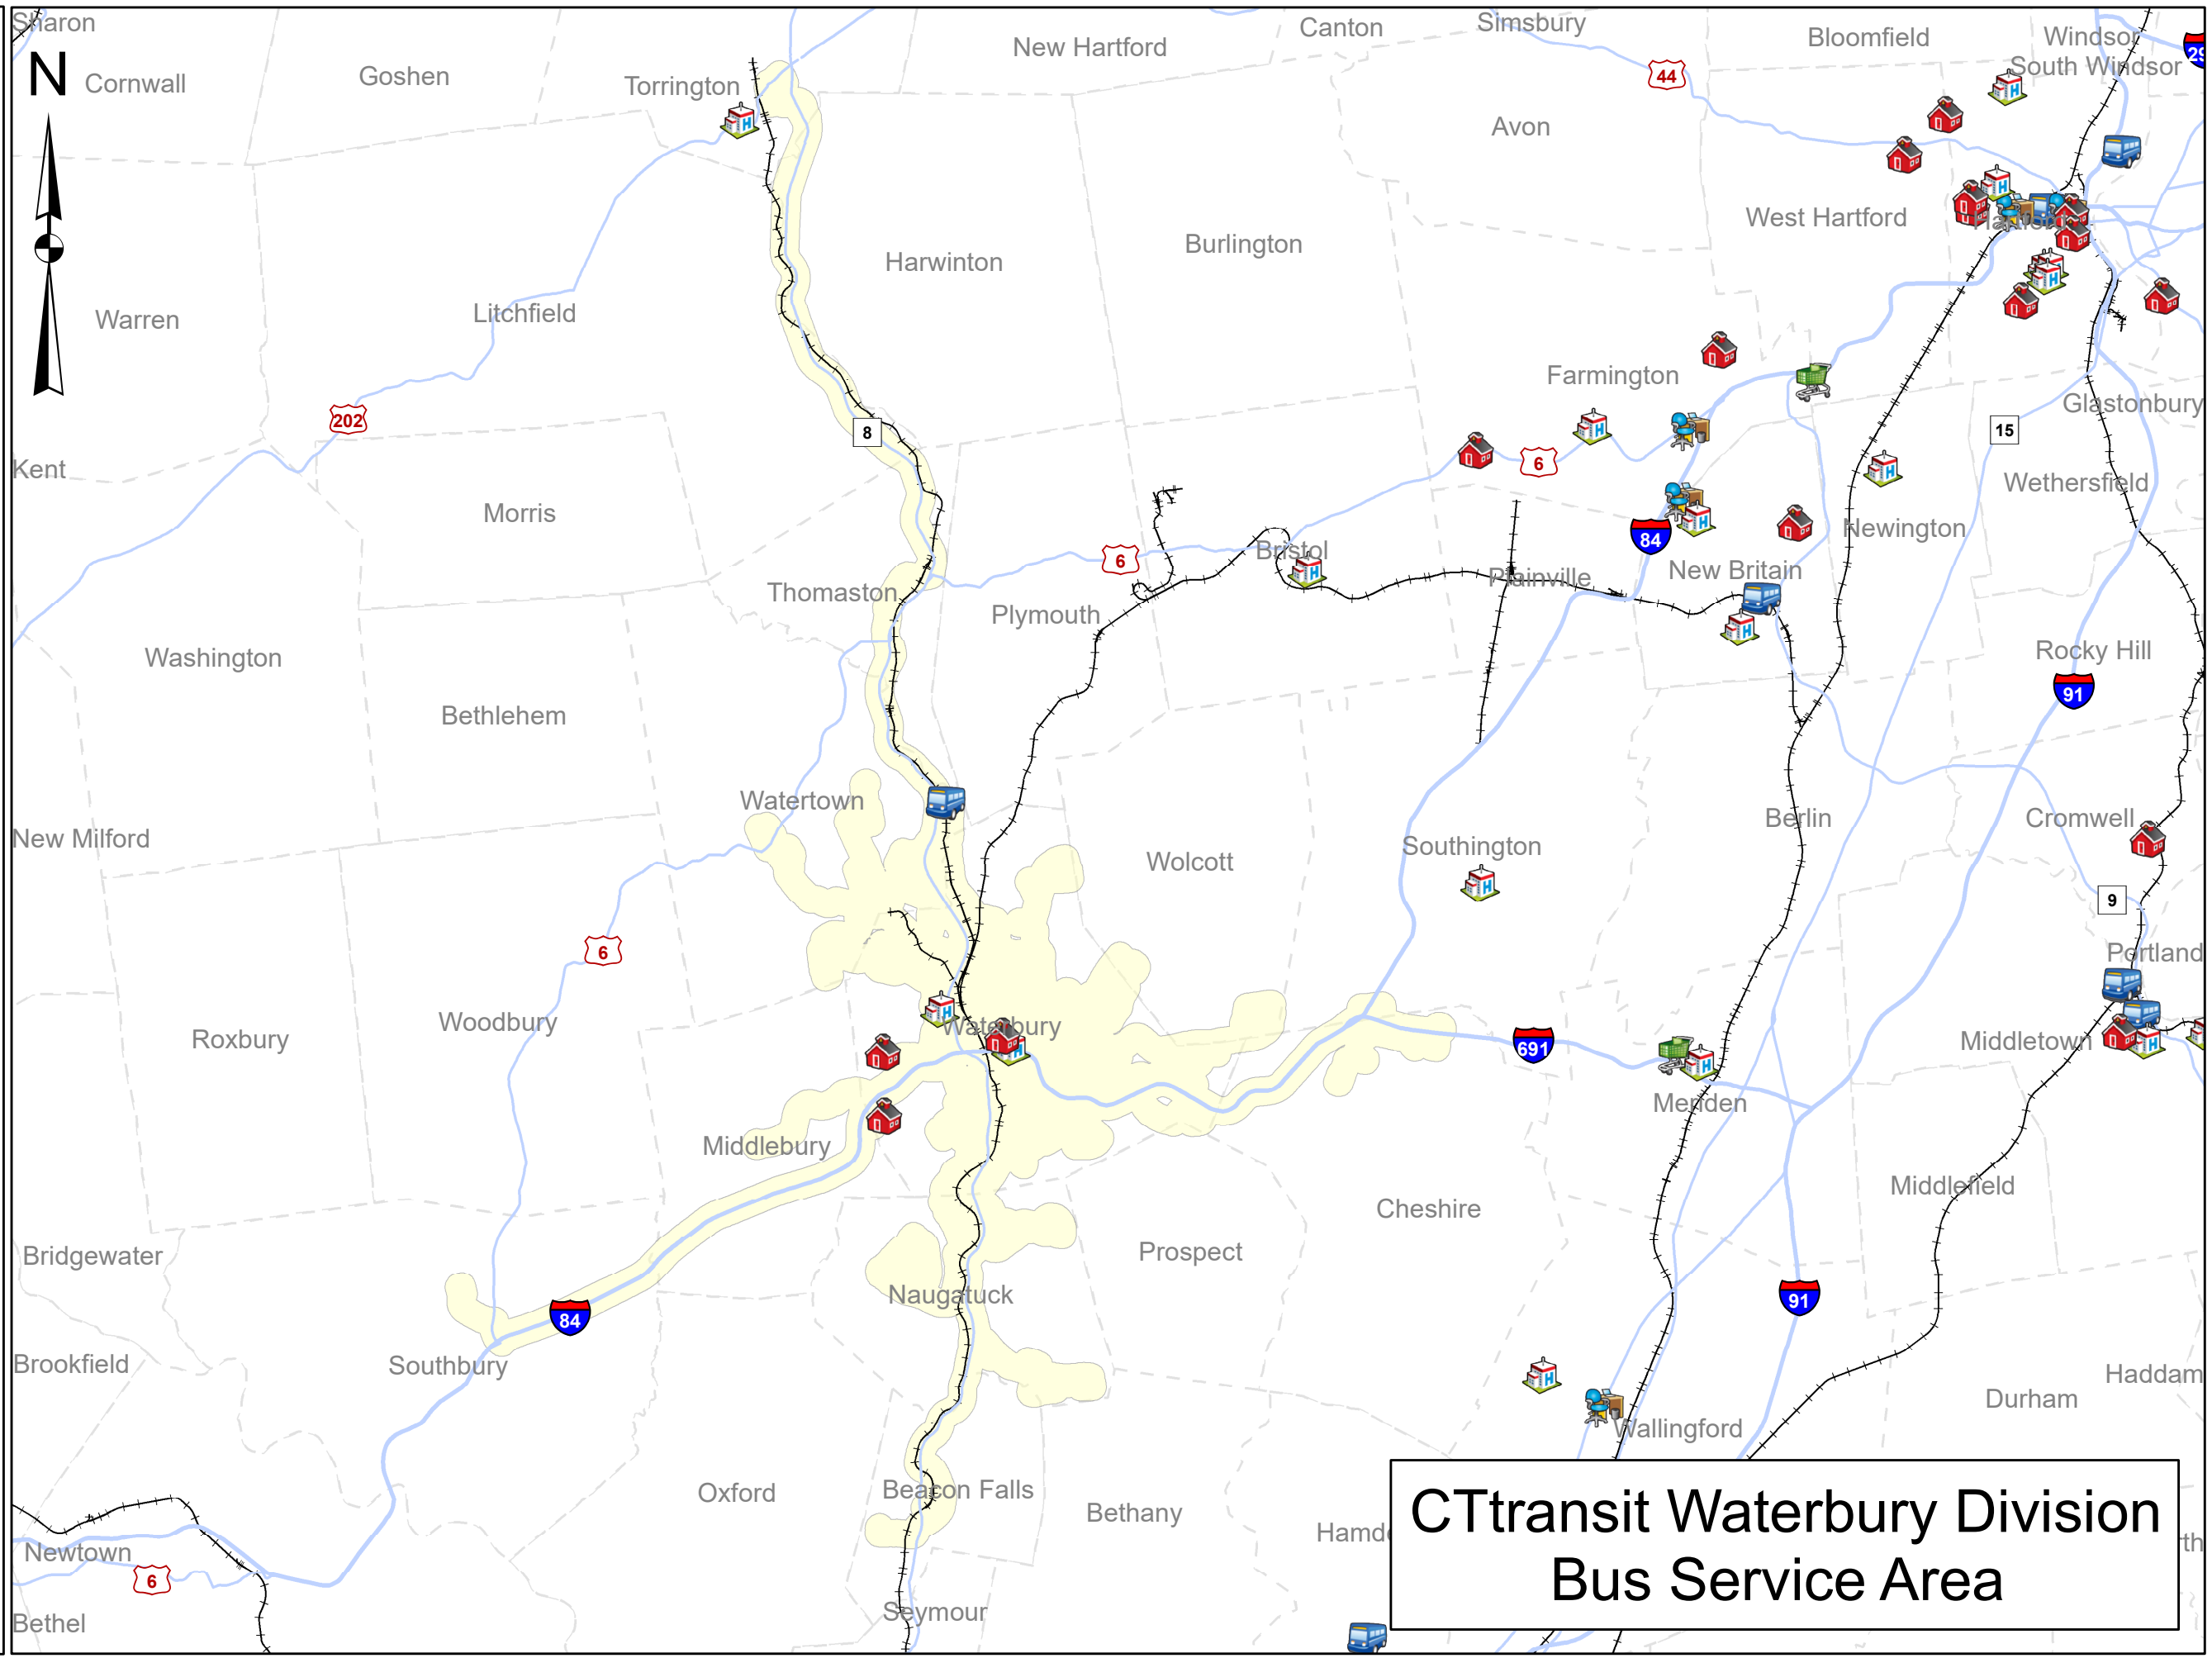 Sharon
Simsbury
Canton
Bloomfield
Windsor
New Hartford
29
N
Cornwall
Goshen
Torrington
44
South Windsor
H
H
Avon
H
West Hartford
Burlington
Harwinton
H
Warren
Litchfield
Farmington
202
8
H
Glastonbury
15
Kent
6
H
Wethersfield
Morris
H
84
Newington
Bristol
6
H
Plainville
New Britain
Thomaston
Plymouth
H
Washington
Rocky Hill
91
Bethlehem
Watertown
Berlin
Cromwell
New Milford
Southington
Wolcott
H
9
6
Portland
H
Woodbury
Waterbury
Roxbury
H
691
Middletown
H
H
Meriden
Middlebury
Middlefield
Cheshire
Bridgewater
Prospect
Naugatuck
91
84
Brookfield
Southbury
H
Haddam
Durham
Wallingford
Oxford
Beacon Falls
Bethany
CTtransit Waterbury Division
Bus Service Area
Hamd
th
Newtown
6
Seymour
Bethel